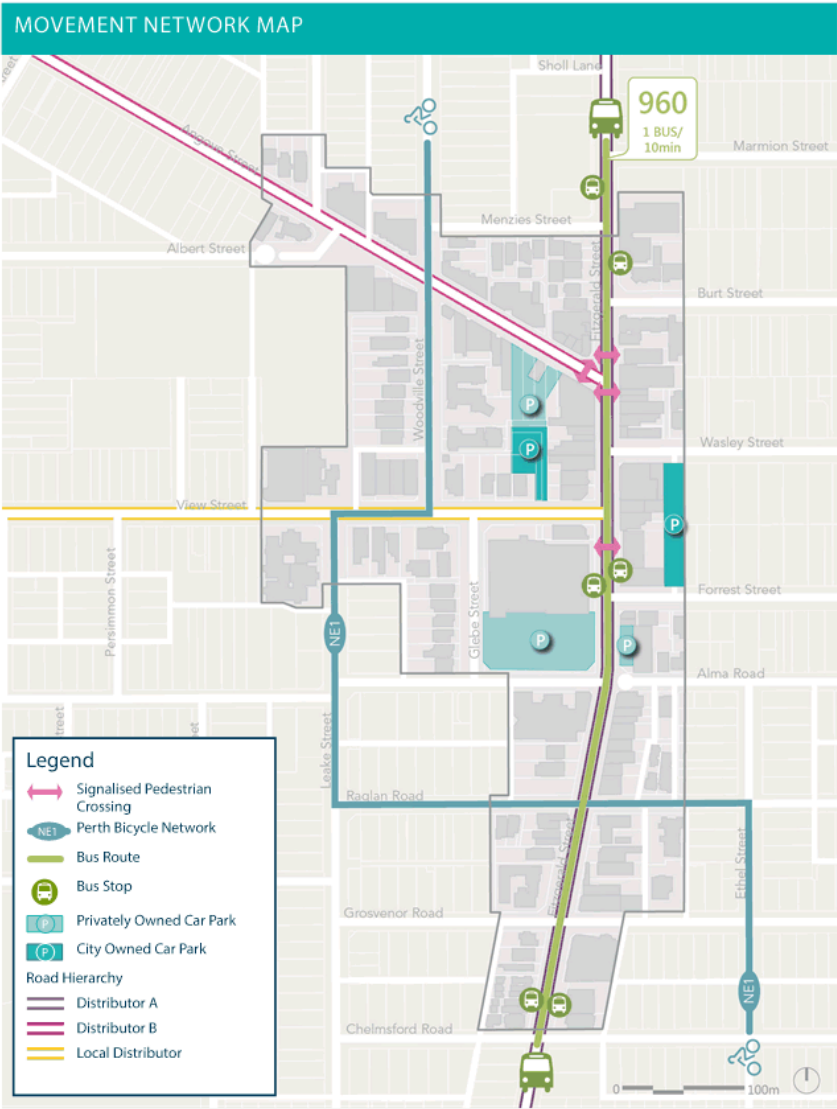 MOVEMENT NETWORK MAP
Sholl Lane
960
1 BUS/
10min
Marmion Street
Angove Street
Menzies Street
Albert Street
Fitzgerald Street
Burt Street
Woodville Street
P
Wasley Street
P
View Street
P
Persimmon Street
Forrest Street
NE1
Glebe Street
P
P
Alma Road
Leake Street
Raglan Road
Fitzgerald Street
Ethel Street
Grosvenor Road
NE1
Chelmsford Road
0
100m
Legend
Signalised Pedestrian
Crossing
NE1
Perth Bicycle Network
Bus Route
Bus Stop
P
Privately Owned Car Park
P
City Owned Car Park
Road Hierarchy
Distributor A
Distributor B
Local Distributor